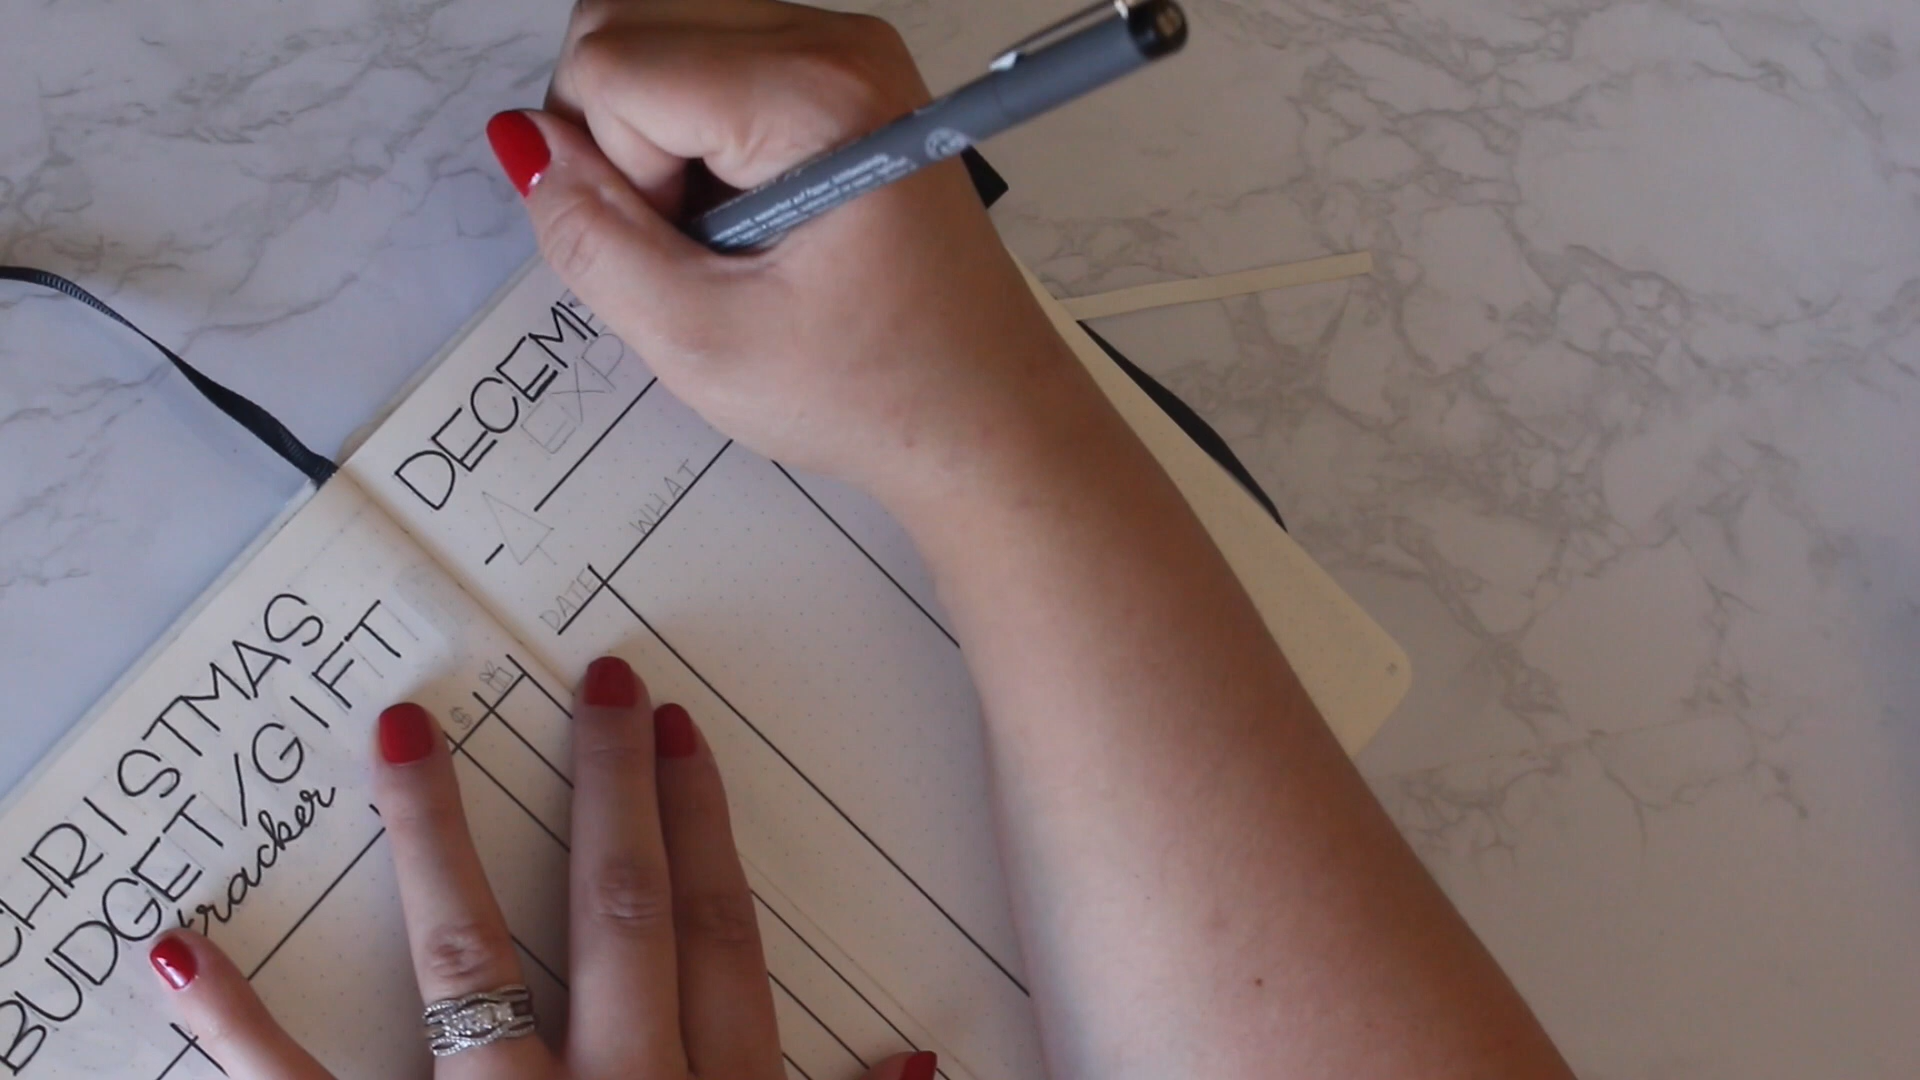 CHRISTMAS
BUDGET/GIFT
tracker
$
DECEMB
EXP
WHAT
DATE